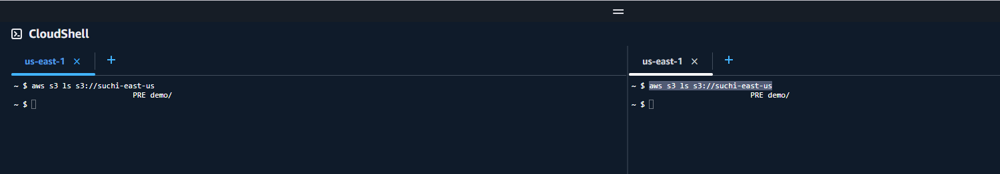 CloudShell
us-east-1
~ $ aws s3 ls s3://suchi-east-us
PRE demo/
~ $
us-east-1
~ $ aws s3 ls s3://suchi-east-us
PRE demo/
~ $